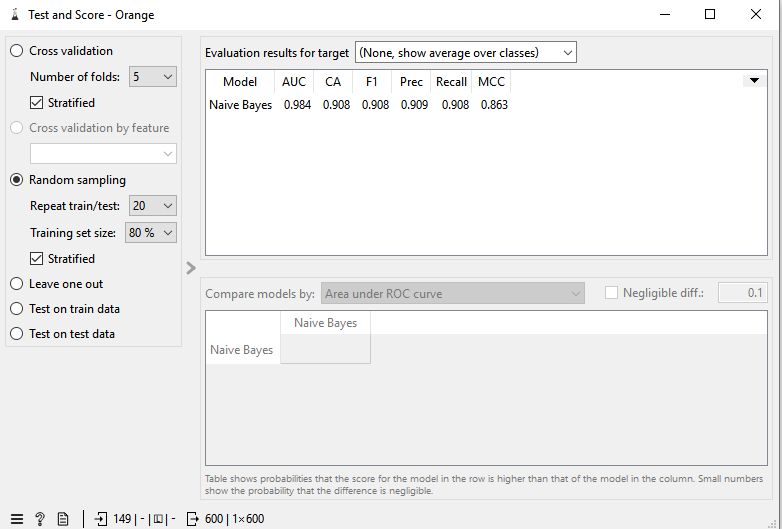 Test and Score - Orange
Cross validation
Number of folds: 5
Stratified
Cross validation by feature
Random sampling
Repeat train/test: 20
Training set size: 80 %
Stratified
Leave one out
Test on train data
Test on test data
Evaluation results for target (None, show average over classes)
Model AUC CA F1 Prec Recall MCC
Naive Bayes 0.984 0.908 0.908 0.909 0.908 0.863
Compare models by: Area under ROC curve Negligible diff.: 0.1
Naive Bayes
Naive Bayes
Table shows probabilities that the score for the model in the row is higher than that of the model in the column. Small numbers
show the probability that the difference is negligible.
149 | - | - 600 | 1×600